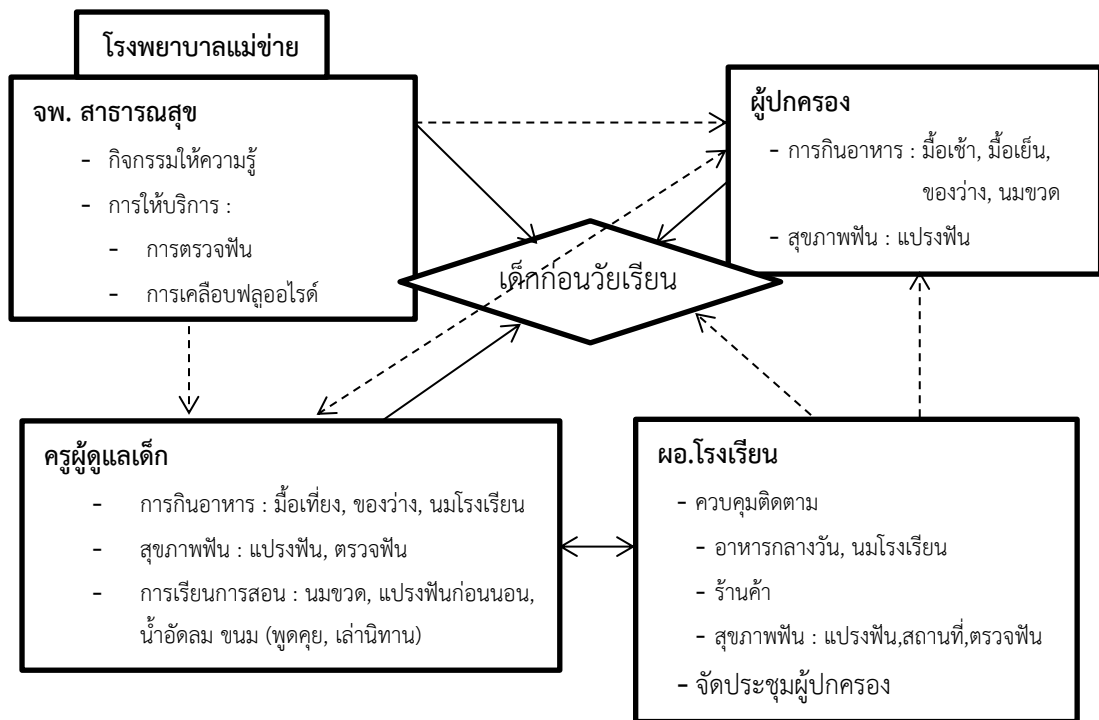 โรงพยาบาลแม่ข่าย
จพ. สาธารณสุข
- กิจกรรมให้ความรู้
- การให้บริการ :
- การตรวจฟัน
- การเคลือบฟลูออไรด์
ผู้ปกครอง
- การกินอาหาร : มื้อเช้า, มื้อเย็น,
ของว่าง, นมขวด
- สุขภาพฟัน : แปรงฟัน
เด็กก่อนวัยเรียน
ครูผู้ดูแลเด็ก
- การกินอาหาร : มื้อเที่ยง, ของว่าง, นมโรงเรียน
- สุขภาพฟัน : แปรงฟัน, ตรวจฟัน
- การเรียนการสอน : นมขวด, แปรงฟันก่อนนอน,
น้ำอัดลม ขนม (พูดคุย, เล่านิทาน)
ผอ.โรงเรียน
- ควบคุมติดตาม
- อาหารกลางวัน, นมโรงเรียน
- ร้านค้า
- สุขภาพฟัน : แปรงฟัน,สถานที่,ตรวจฟัน
- จัดประชุมผู้ปกครอง